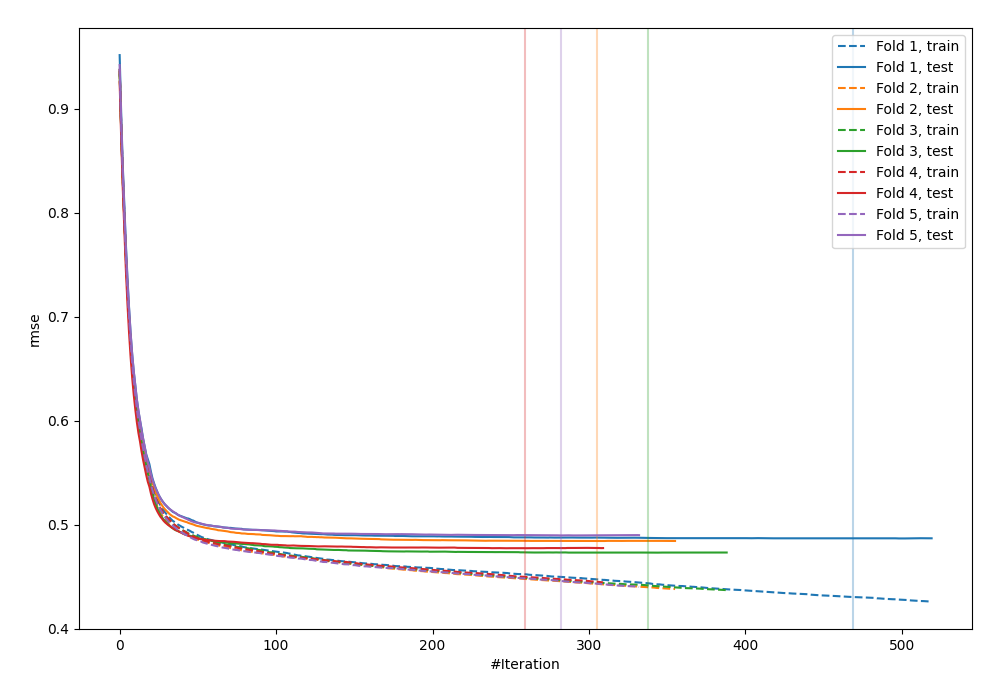 0.9
0.8
0.7
0.6
0.5
0.4
rmse
0
100
200
300
400
500
#Iteration
Fold 1, train
Fold 1, test
Fold 2, train
Fold 2, test
Fold 3, train
Fold 3, test
Fold 4, train
Fold 4, test
Fold 5, train
Fold 5, test